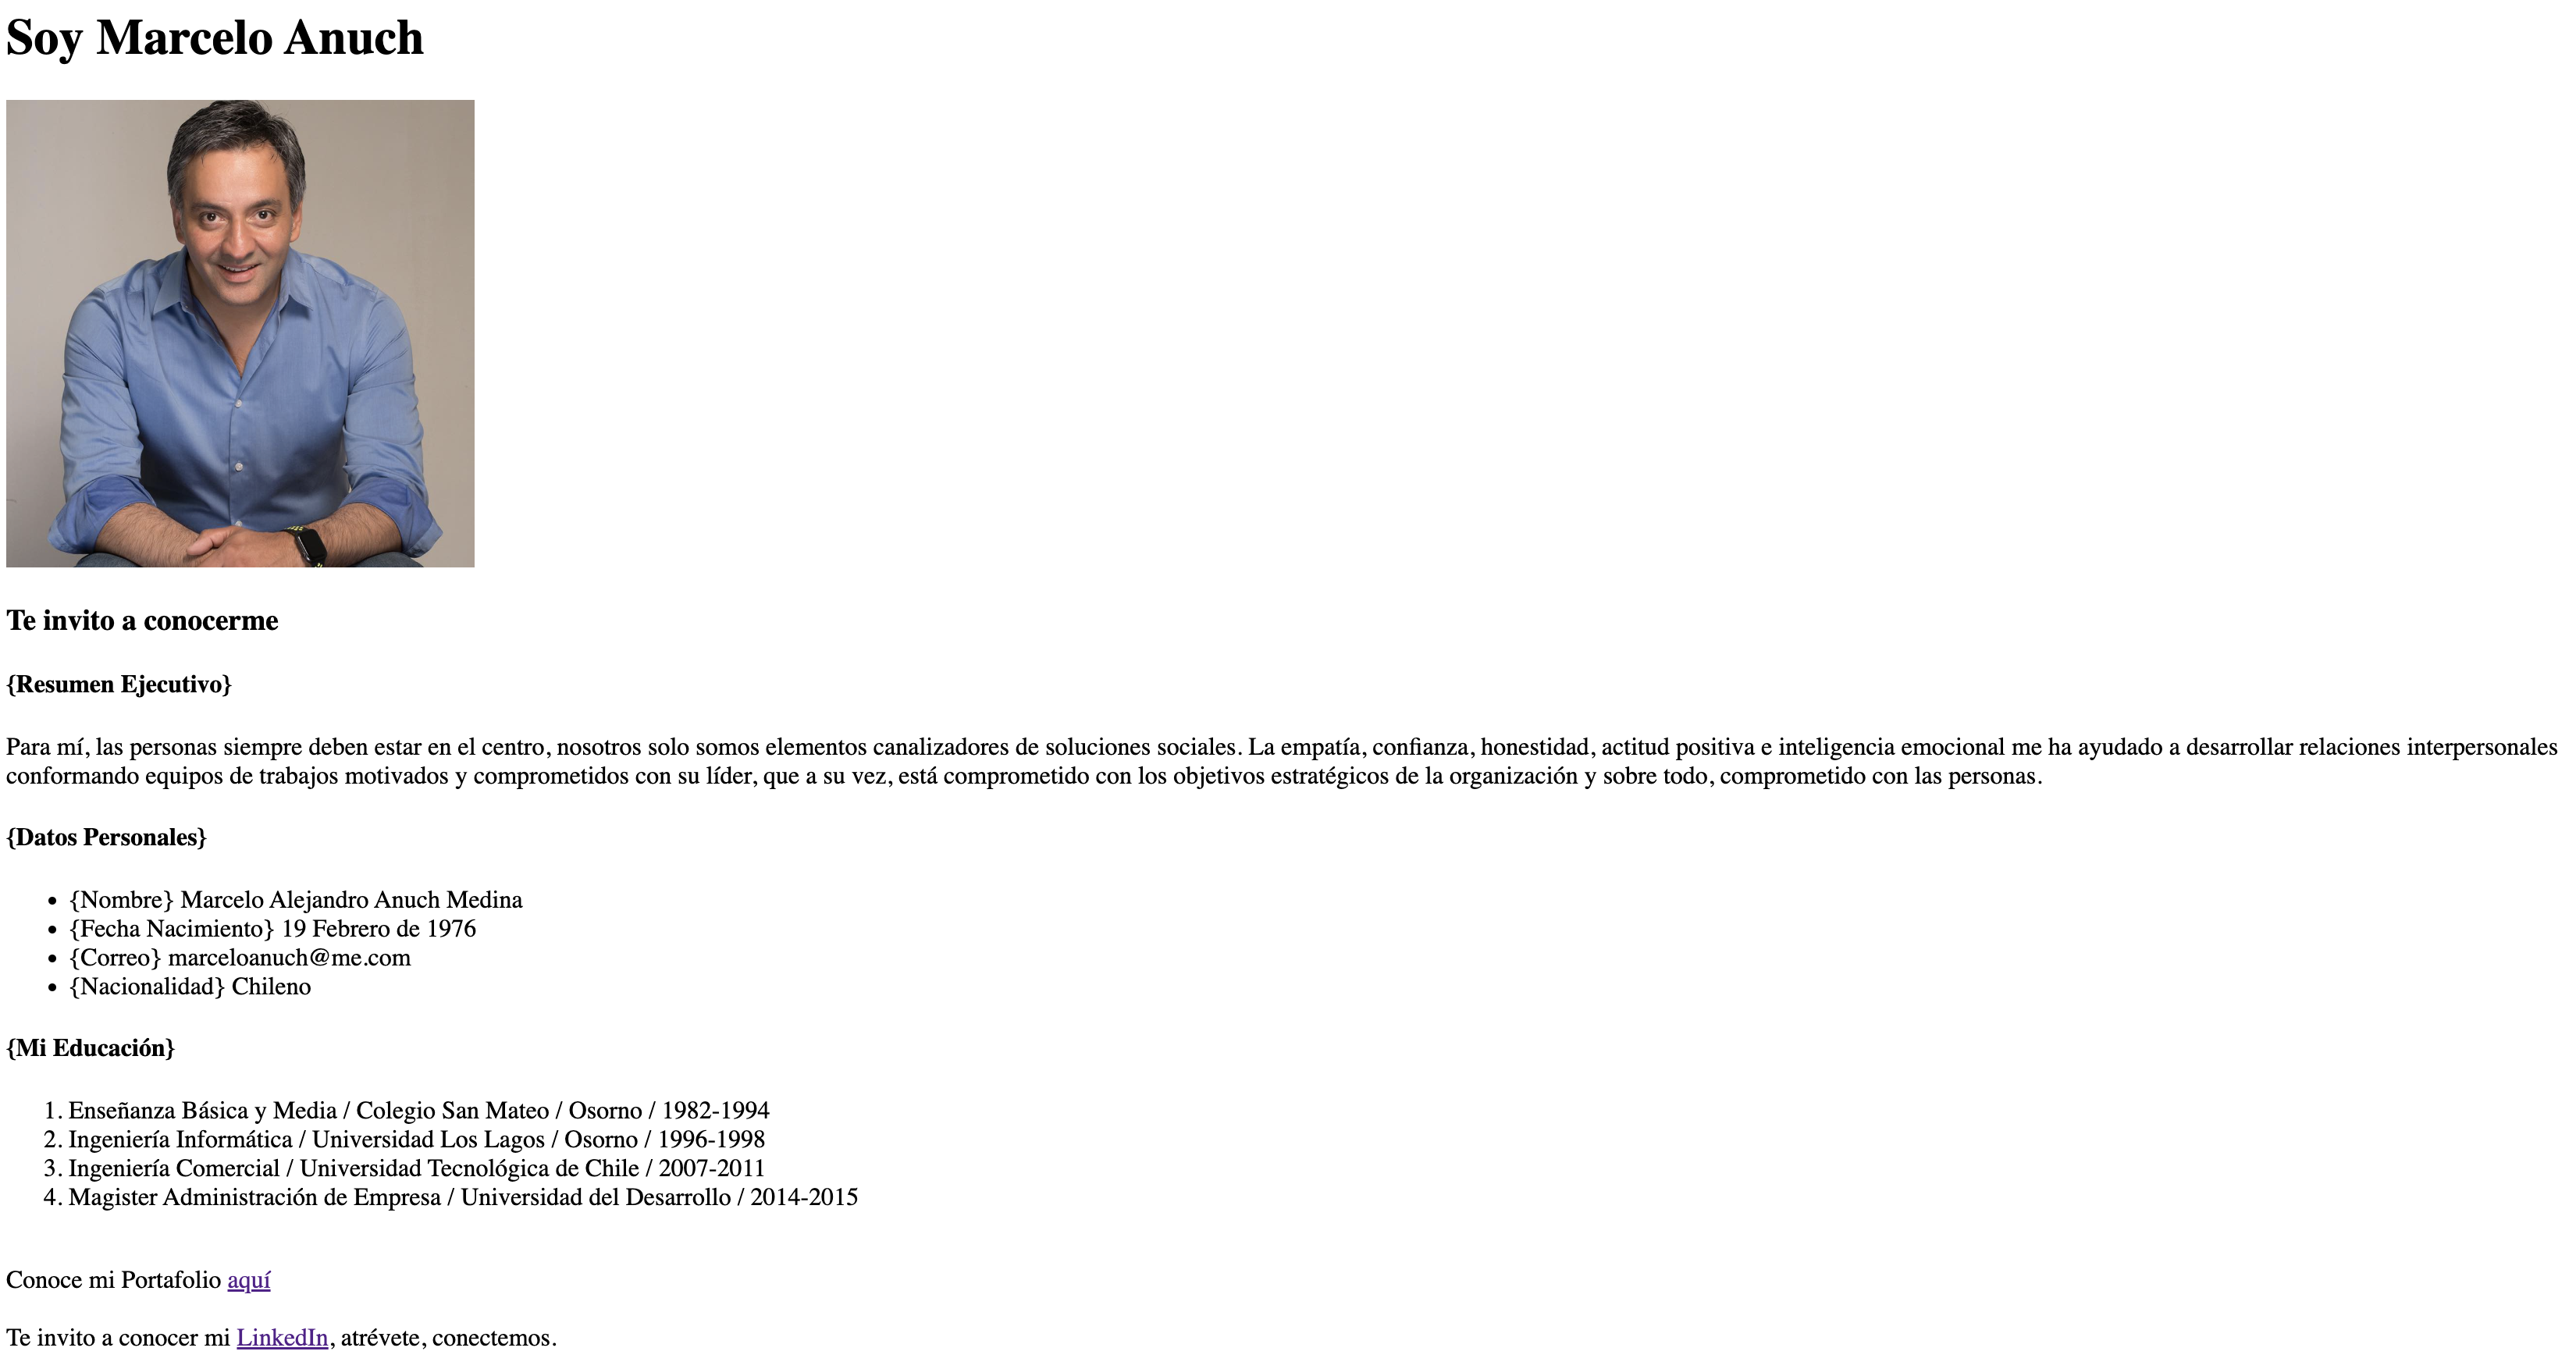 Soy Marcelo Anuch
Te invito a conocerme
{Resumen Ejecutivo}
Para mí, las personas siempre deben estar en el centro, nosotros solo somos elementos canalizadores de soluciones sociales. La empatía, confianza, honestidad, actitud positiva e inteligencia emocional me ha ayudado a desarrollar relaciones interpersonales
conformando equipos de trabajos motivados y comprometidos con su líder, que a su vez, está comprometido con los objetivos estratégicos de la organización y sobre todo, comprometido con las personas.
{Datos Personales}
• {Nombre} Marcelo Alejandro Anuch Medina
• {Fecha Nacimiento} 19 Febrero de 1976
• {Correo} marceloanuch@me.com
• {Nacionalidad} Chileno
{Mi Educación}
1. Enseñanza Básica y Media / Colegio San Mateo / Osorno / 1982-1994
2. Ingeniería Informática / Universidad Los Lagos / Osorno / 1996-1998
3. Ingeniería Comercial / Universidad Tecnológica de Chile / 2007-2011
4. Magister Administración de Empresa / Universidad del Desarrollo / 2014-2015
Conoce mi Portafolio aquí
Te invito a conocer mi LinkedIn, atrévete, conectemos.